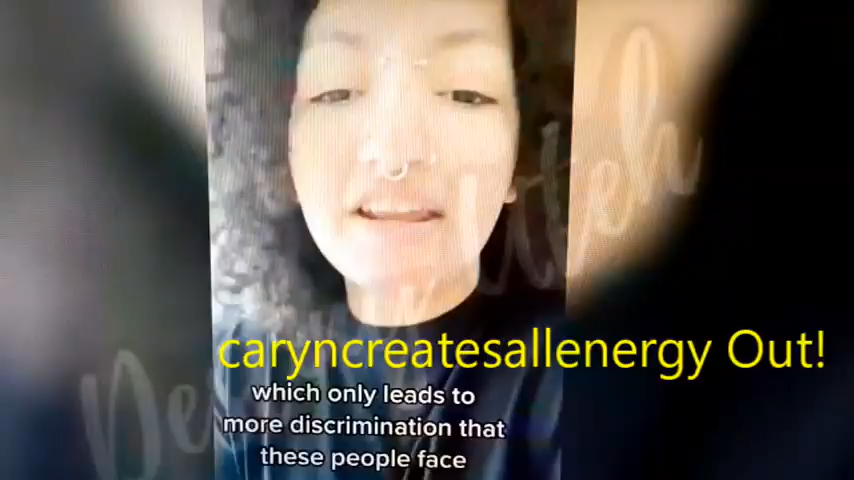 caryncreatesallenergy Out!
which only leads to
more discrimination that
these people face